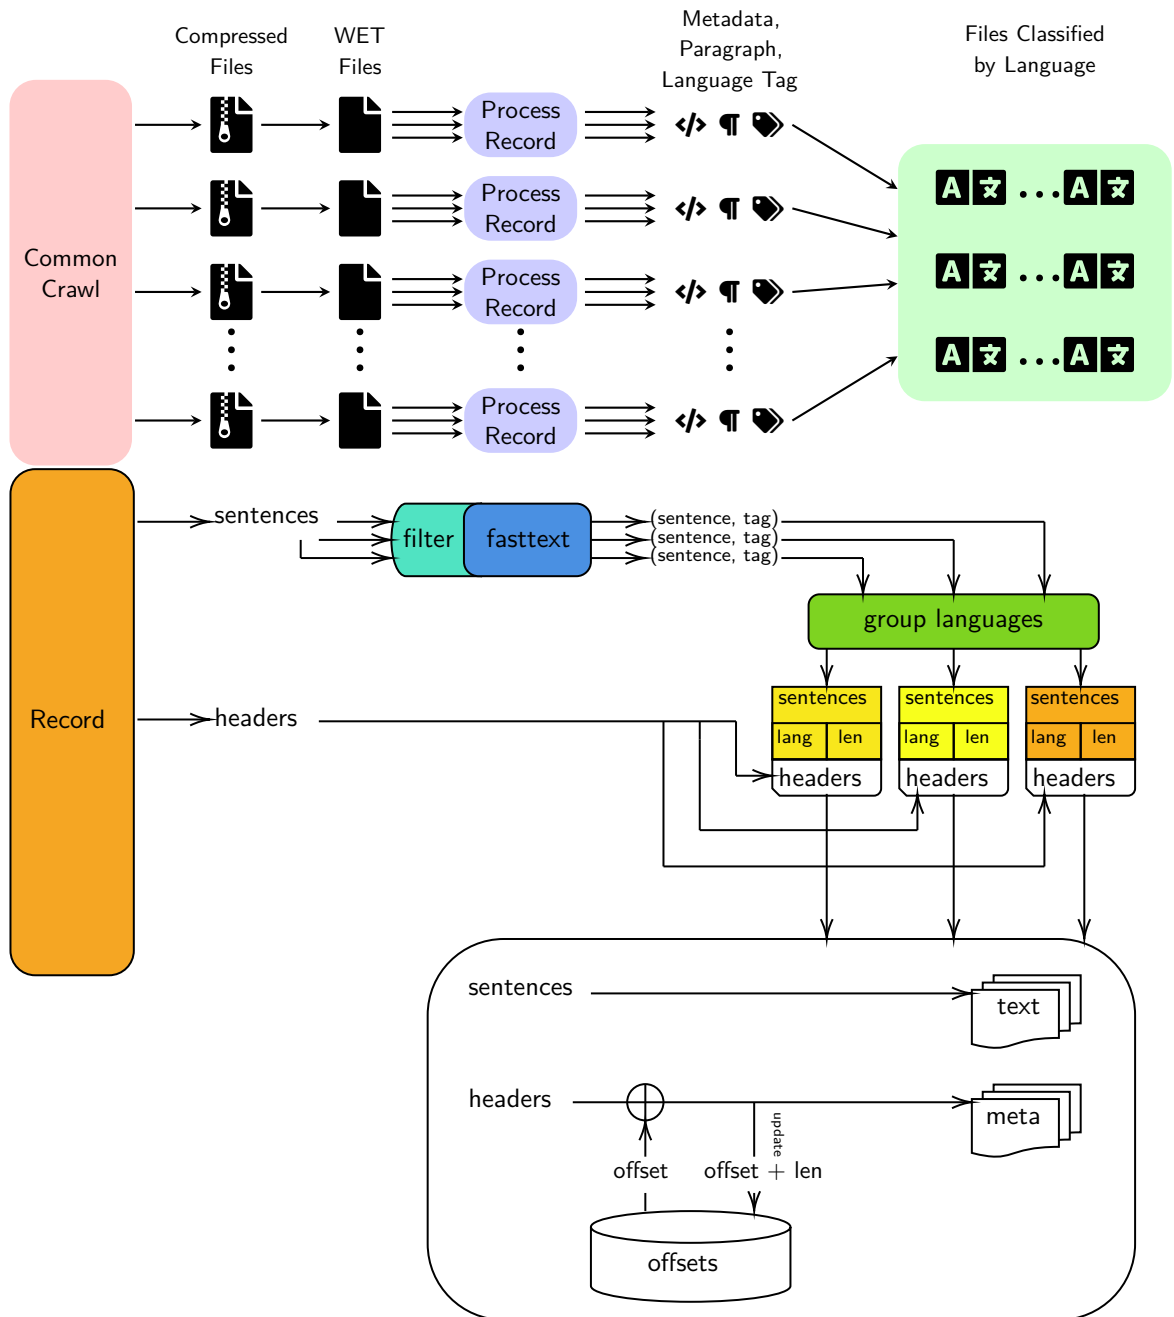 Compressed
Files
WET
Files
Metadata,
Paragraph,
Language Tag
Files Classified
by Language
Common
Crawl
Process
Record
Process
Record
Process
Record
Process
Record
Record
sentences
filter
fasttext
(sentence, tag)
(sentence, tag)
(sentence, tag)
group languages
headers
sentences
lang len
headers
sentences
lang len
headers
sentences
lang len
headers
sentences
text
headers
meta
update
offset
offset + len
offsets